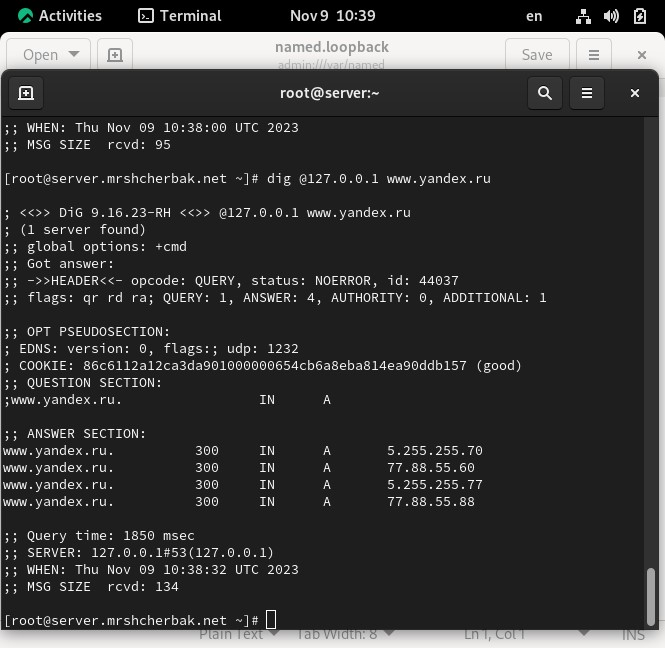 Activities Terminal Nov 9 10:39 en
Open named.loopback Save
admin:///var/named
root@server:~
;; WHEN: Thu Nov 09 10:38:00 UTC 2023
;; MSG SIZE  rcvd: 95
[root@server.mrshcherbak.net ~]# dig @127.0.0.1 www.yandex.ru
; <<>> DiG 9.16.23-RH <<>> @127.0.0.1 www.yandex.ru
; (1 server found)
;; global options: +cmd
;; Got answer:
;; ->>HEADER<<- opcode: QUERY, status: NOERROR, id: 44037
;; flags: qr rd ra; QUERY: 1, ANSWER: 4, AUTHORITY: 0, ADDITIONAL: 1
;; OPT PSEUDOSECTION:
; EDNS: version: 0, flags:; udp: 1232
; COOKIE: 86c6112a12ca3da901000000654cb6a8eba814ea90ddb157 (good)
;; QUESTION SECTION:
;www.yandex.ru. IN A
;; ANSWER SECTION:
www.yandex.ru. 300 IN A 5.255.255.70
www.yandex.ru. 300 IN A 77.88.55.60
www.yandex.ru. 300 IN A 5.255.255.77
www.yandex.ru. 300 IN A 77.88.55.88
;; Query time: 1850 msec
;; SERVER: 127.0.0.1#53(127.0.0.1)
;; WHEN: Thu Nov 09 10:38:32 UTC 2023
;; MSG SIZE  rcvd: 134
[root@server.mrshcherbak.net ~]#
Plain Text Tab Width: 8 Ln 1, Col 1 INS